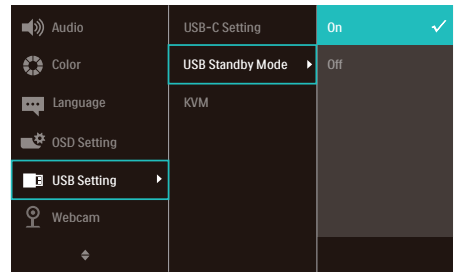 Audio
Color
Language
OSD Setting
USB Setting
Webcam
USB-C Setting
USB Standby Mode
KVM
On
Off